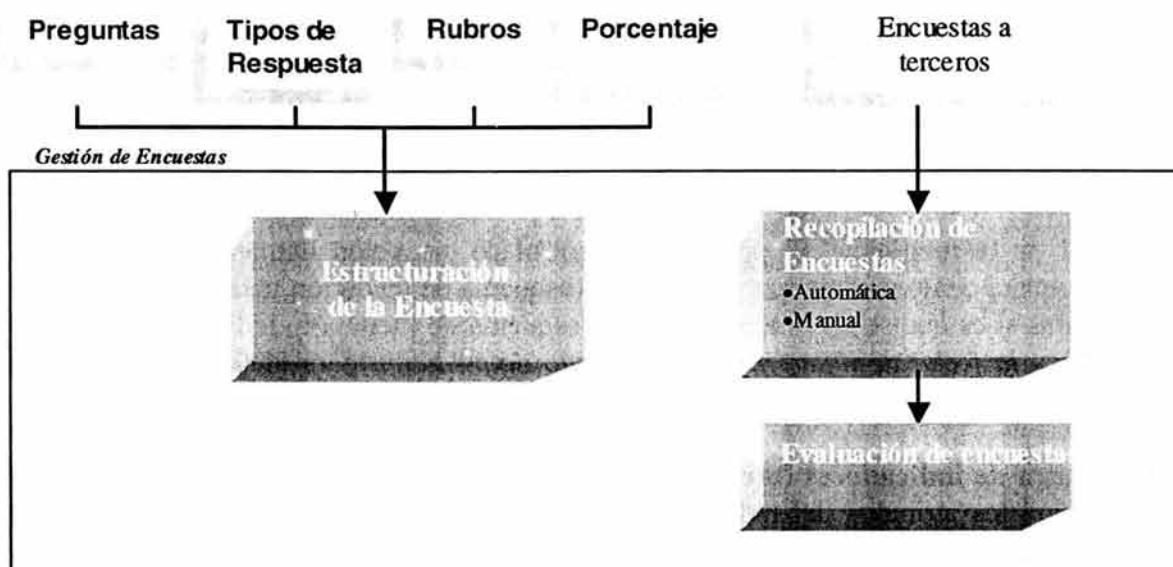 Preguntas
Tipos de
Respuesta
Rubros
Porcentaje
Encuestas a
terceros
Gestión de Encuestas
Estructuración
de la Encuesta
Recopilación de
Encuestas
•Automática
•Manual
Evaluación de encuesta